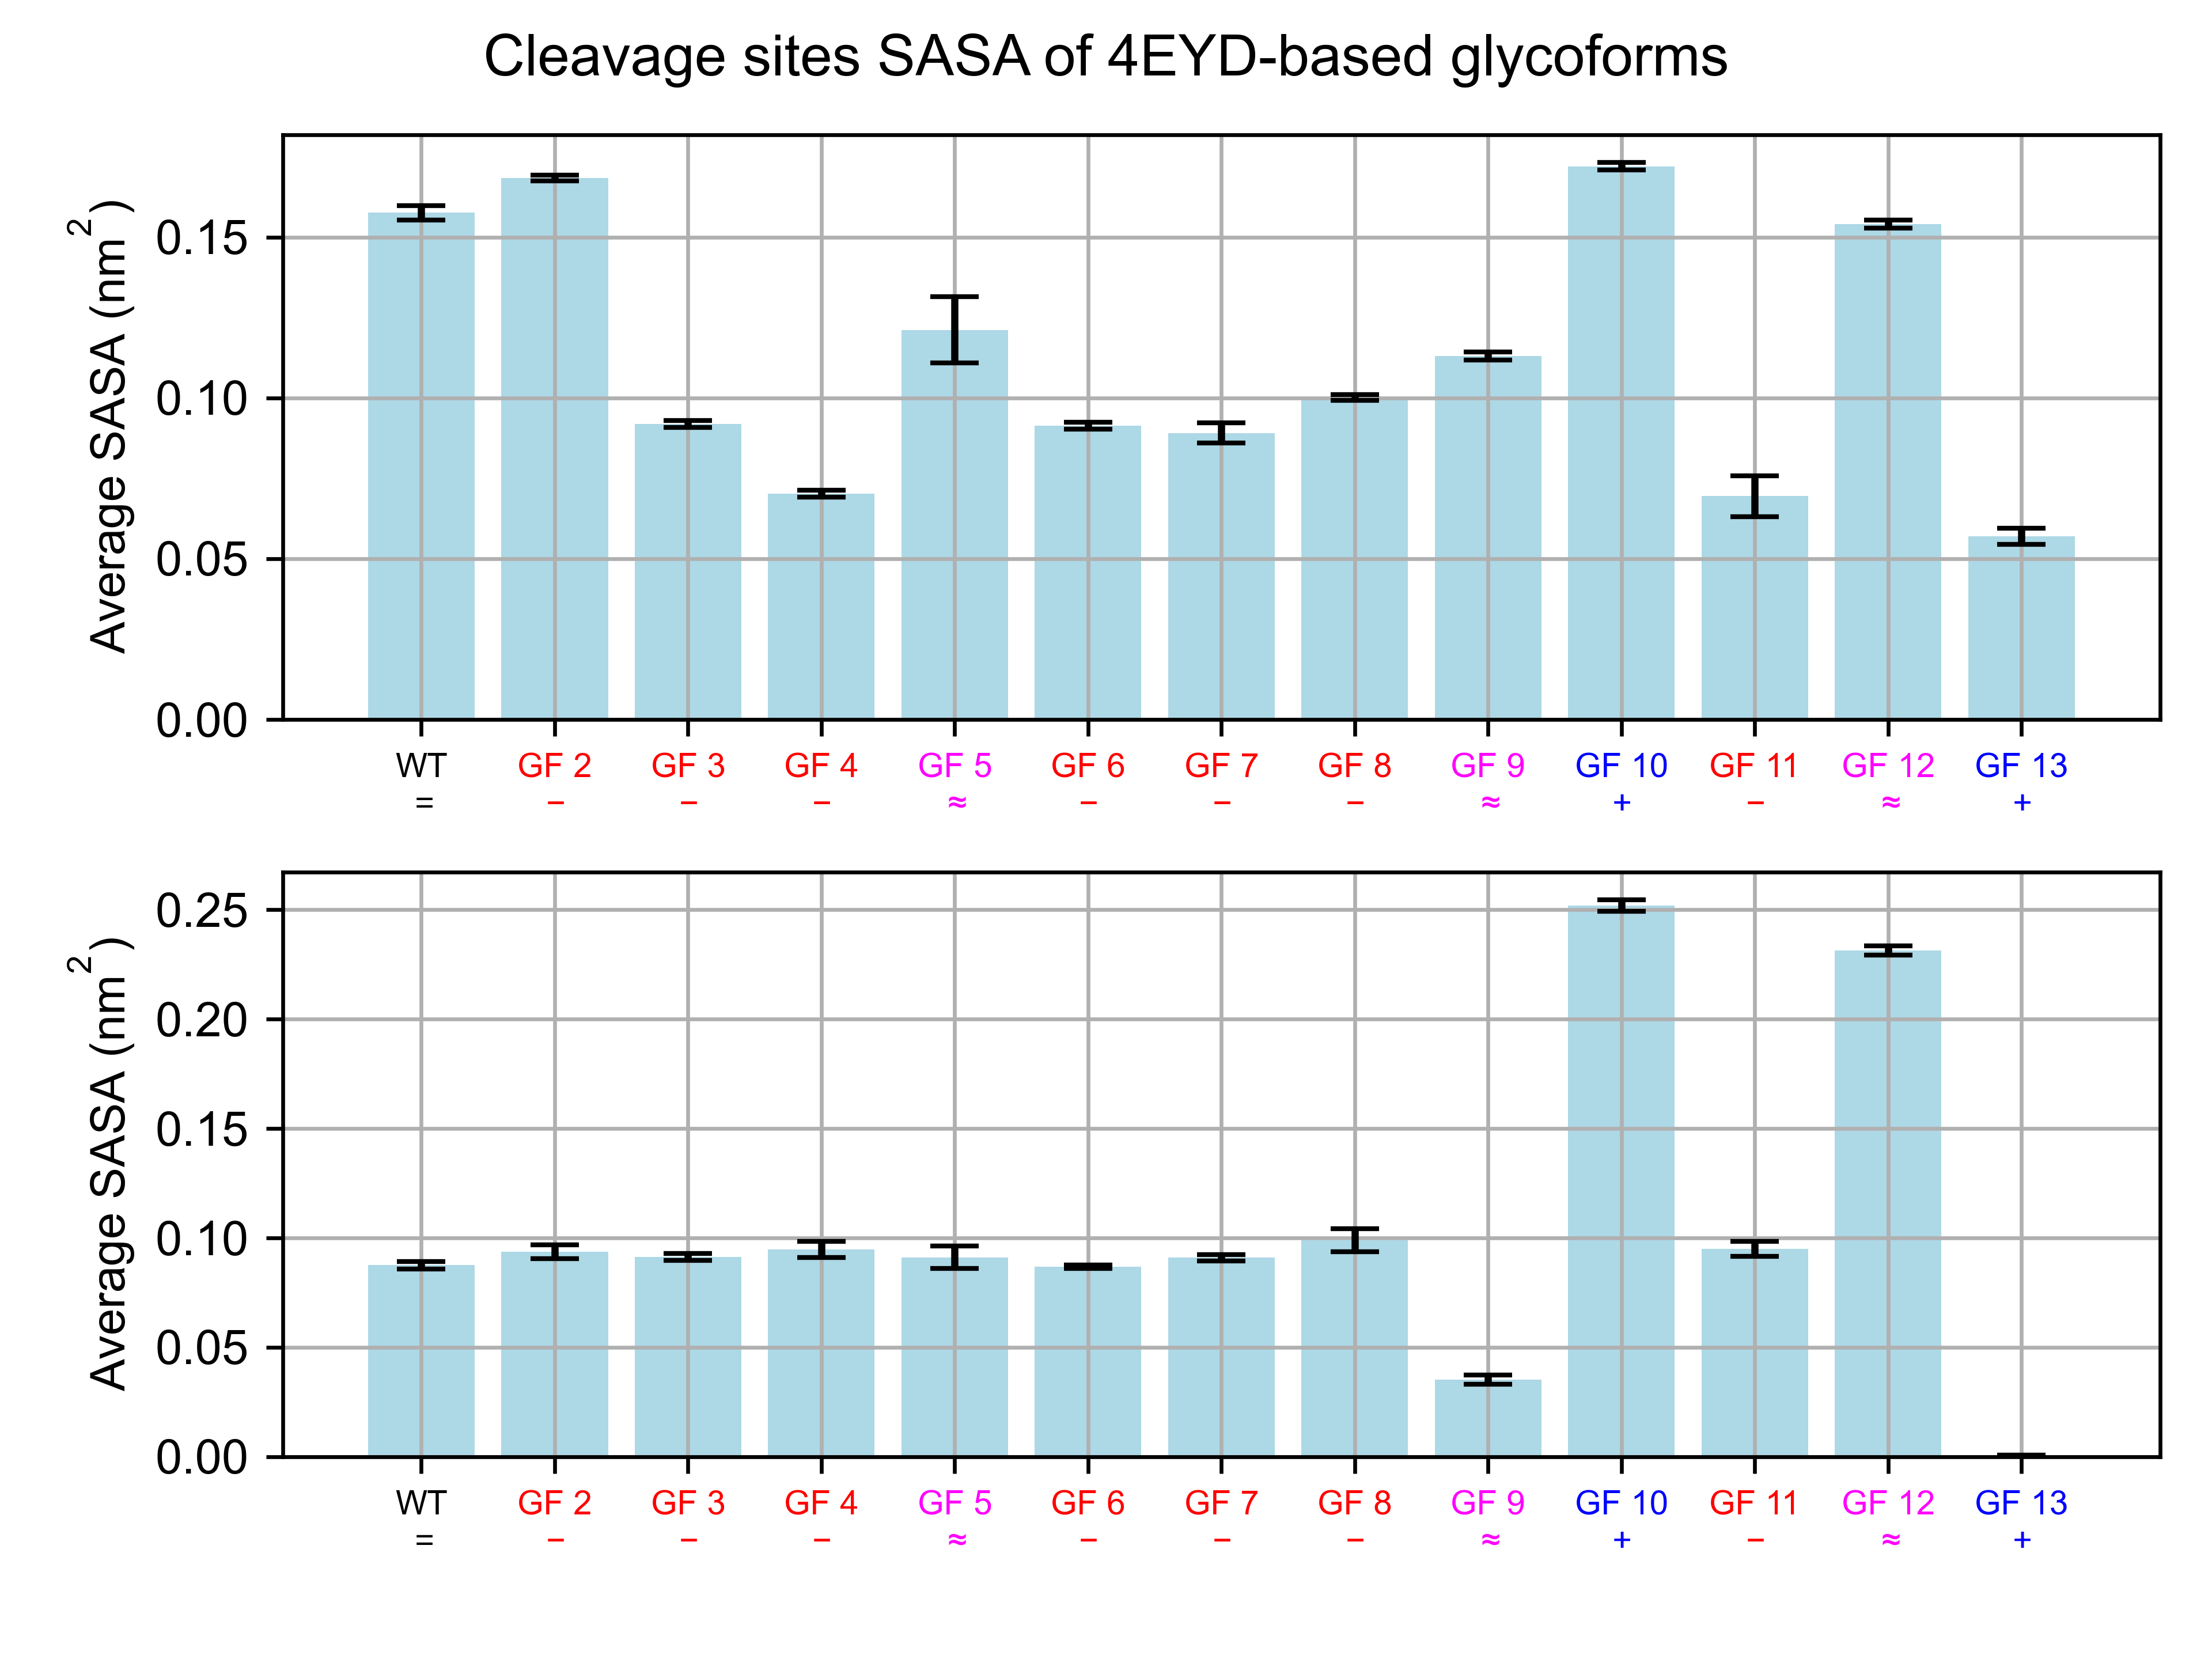 Cleavage sites SASA of 4EYD-based glycoforms
Average SASA (nm²)
0.15
0.10
0.05
0.00
WT GF 2 GF 3 GF 4 GF 5 GF 6 GF 7 GF 8 GF 9 GF 10 GF 11 GF 12 GF 13
= − − − ≈ − − − ≈ + − ≈ +
Average SASA (nm²)
0.25
0.20
0.15
0.10
0.05
0.00
WT GF 2 GF 3 GF 4 GF 5 GF 6 GF 7 GF 8 GF 9 GF 10 GF 11 GF 12 GF 13
= − − − ≈ − − − ≈ + − ≈ +